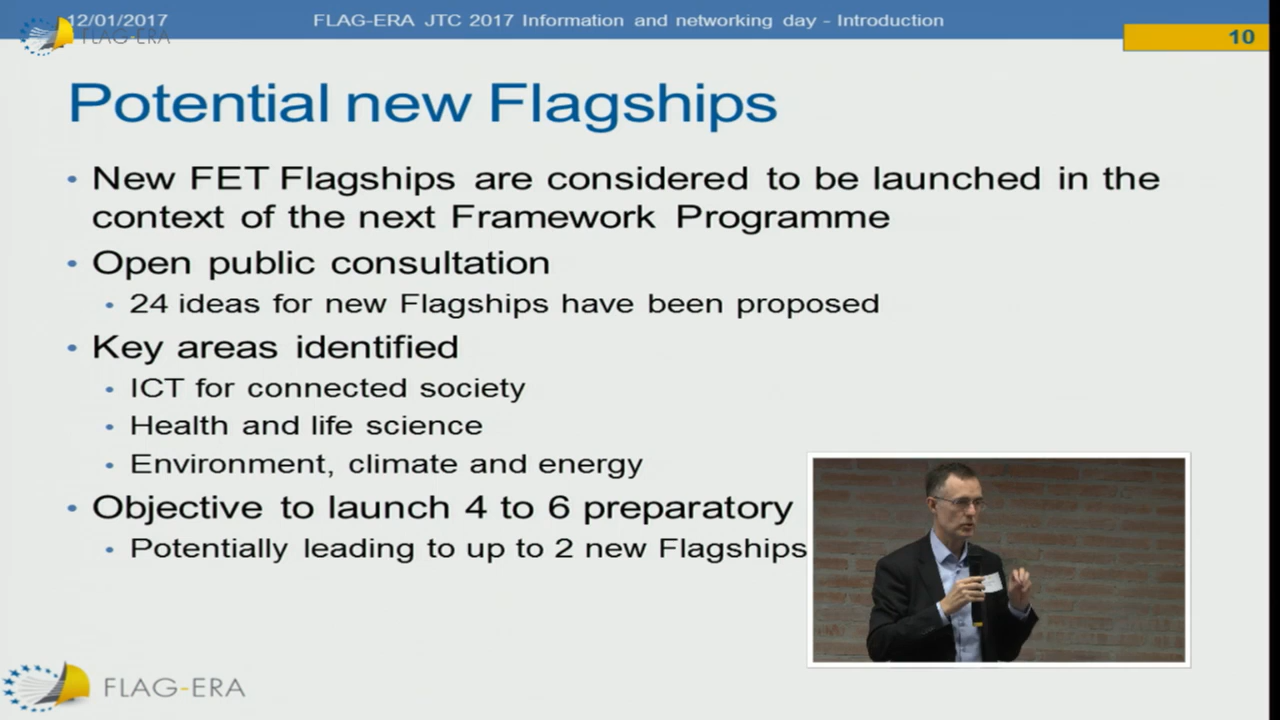 12/01/2017
FLAG-ERA JTC 2017 Information and networking day - Introduction
FLAG-ERA
10
Potential new Flagships
• New FET Flagships are considered to be launched in the
context of the next Framework Programme
• Open public consultation
• 24 ideas for new Flagships have been proposed
• Key areas identified
• ICT for connected society
• Health and life science
• Environment, climate and energy
• Objective to launch 4 to 6 preparatory
• Potentially leading to up to 2 new Flagships
FLAG-ERA